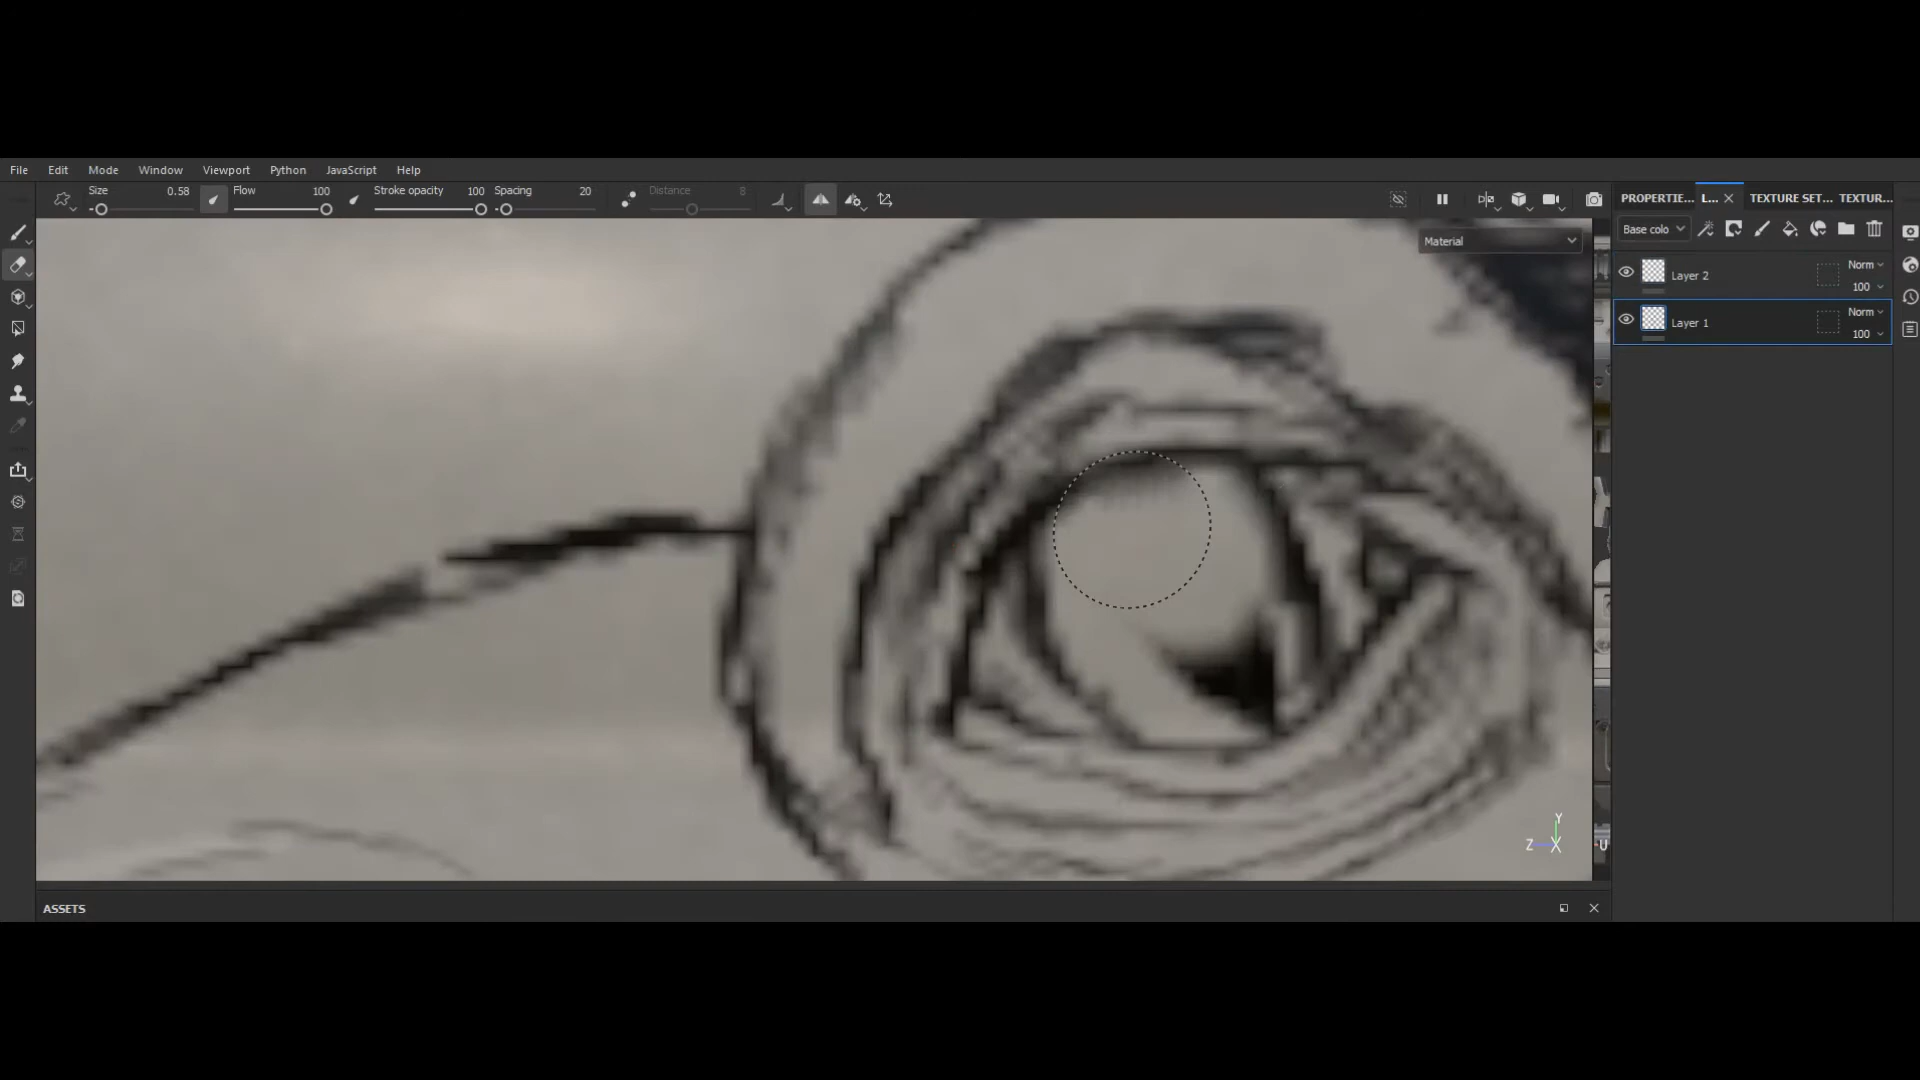 File Edit Mode Window Viewport Python JavaScript Help
Size 0.58 Flow 100 Stroke opacity 100 Spacing 20 Distance 8
PROPERTIE... L... TEXTURE SET... TEXTUR...
Base colo
Material
Layer 2 Norm
100
Layer 1 Norm
100
Y
Z X U
ASSETS